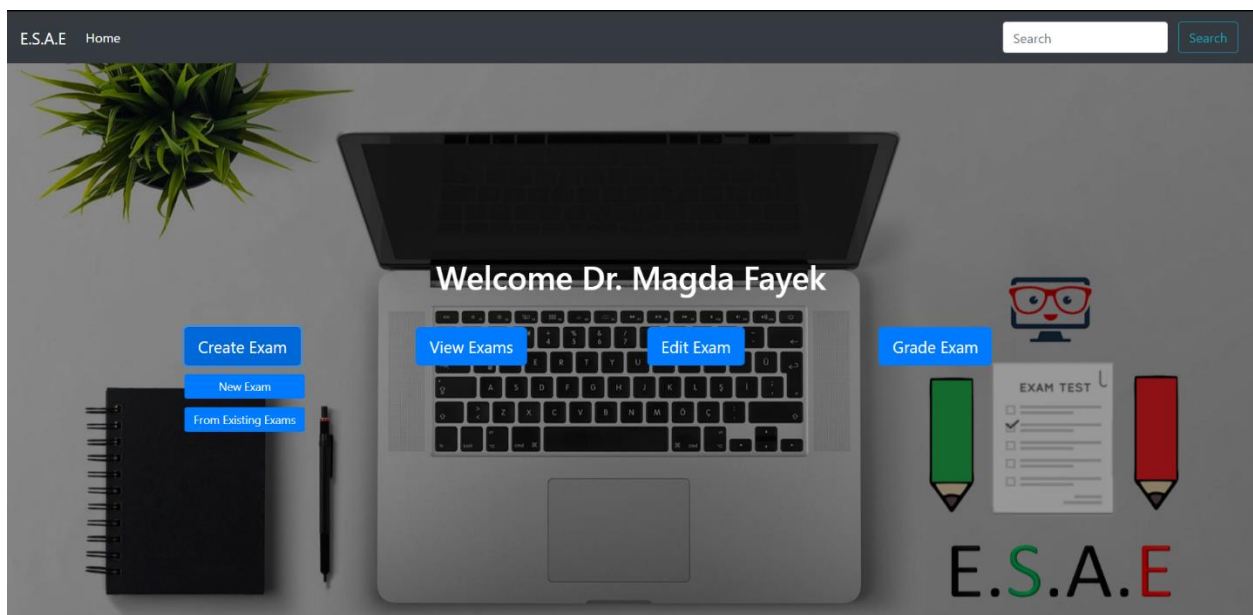 E.S.A.E Home Search Search
Welcome Dr. Magda Fayek
Create Exam View Exams Edit Exam Grade Exam
New Exam
From Existing Exams
EXAM TEST
E.S.A.E